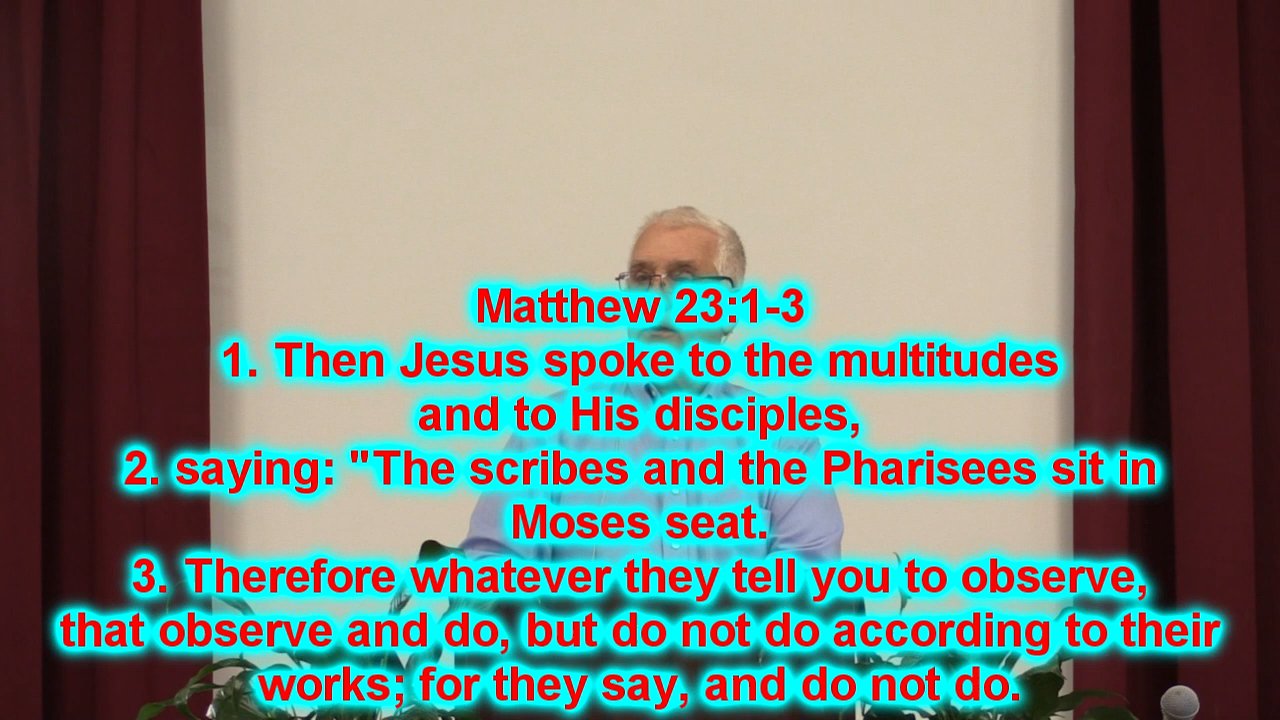 Matthew 23:1-3
1. Then Jesus spoke to the multitudes
and to His disciples,
2. saying: "The scribes and the Pharisees sit in
Moses seat.
3. Therefore whatever they tell you to observe,
that observe and do, but do not do according to their
works; for they say, and do not do.